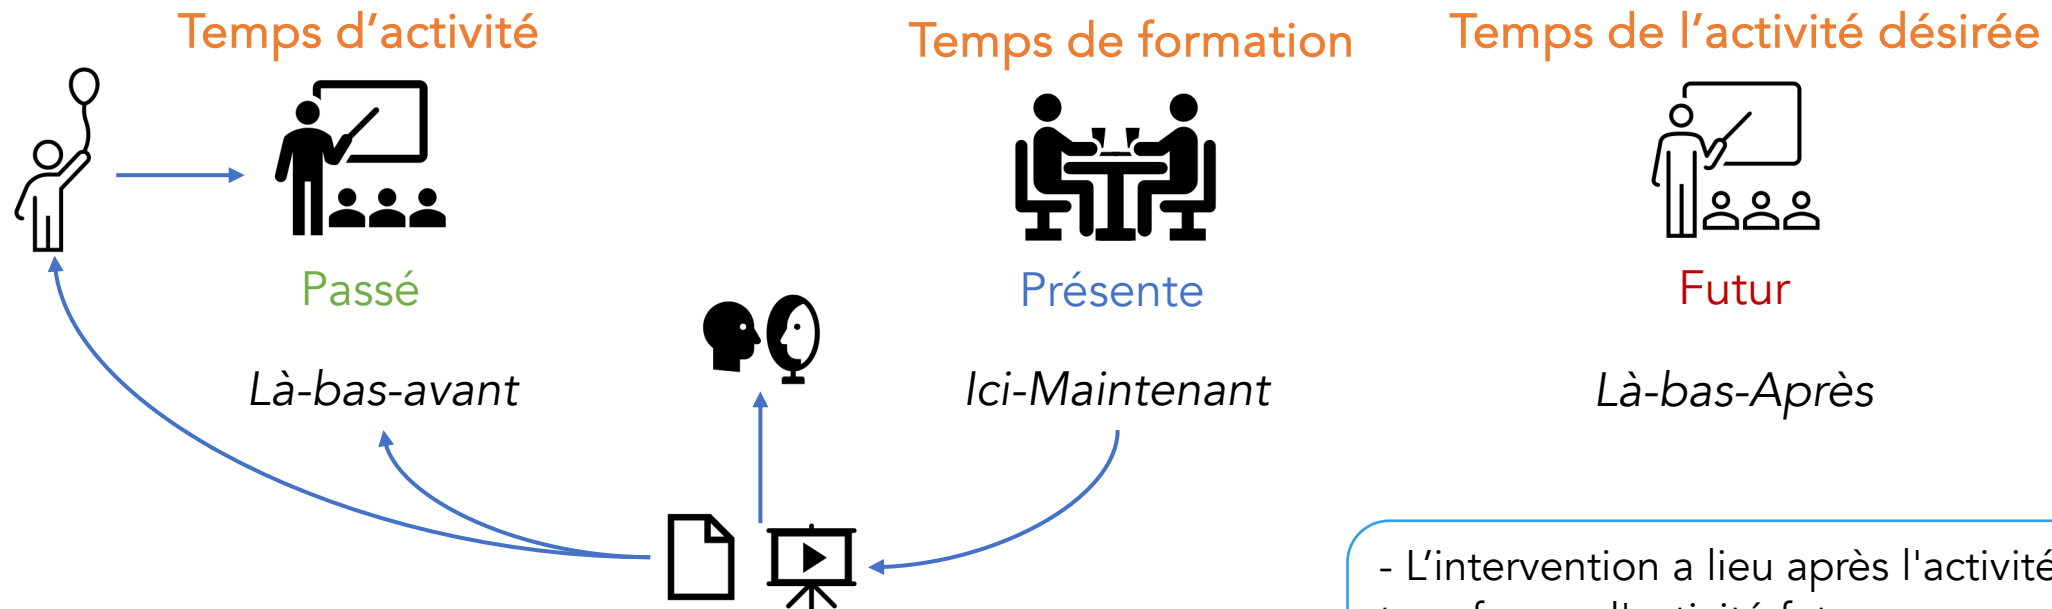 Temps d’activité
Temps de formation
Temps de l’activité désirée
Passé
Présente
Futur
Là-bas-avant
Ici-Maintenant
Là-bas-Après
- L’intervention a lieu après l'activité